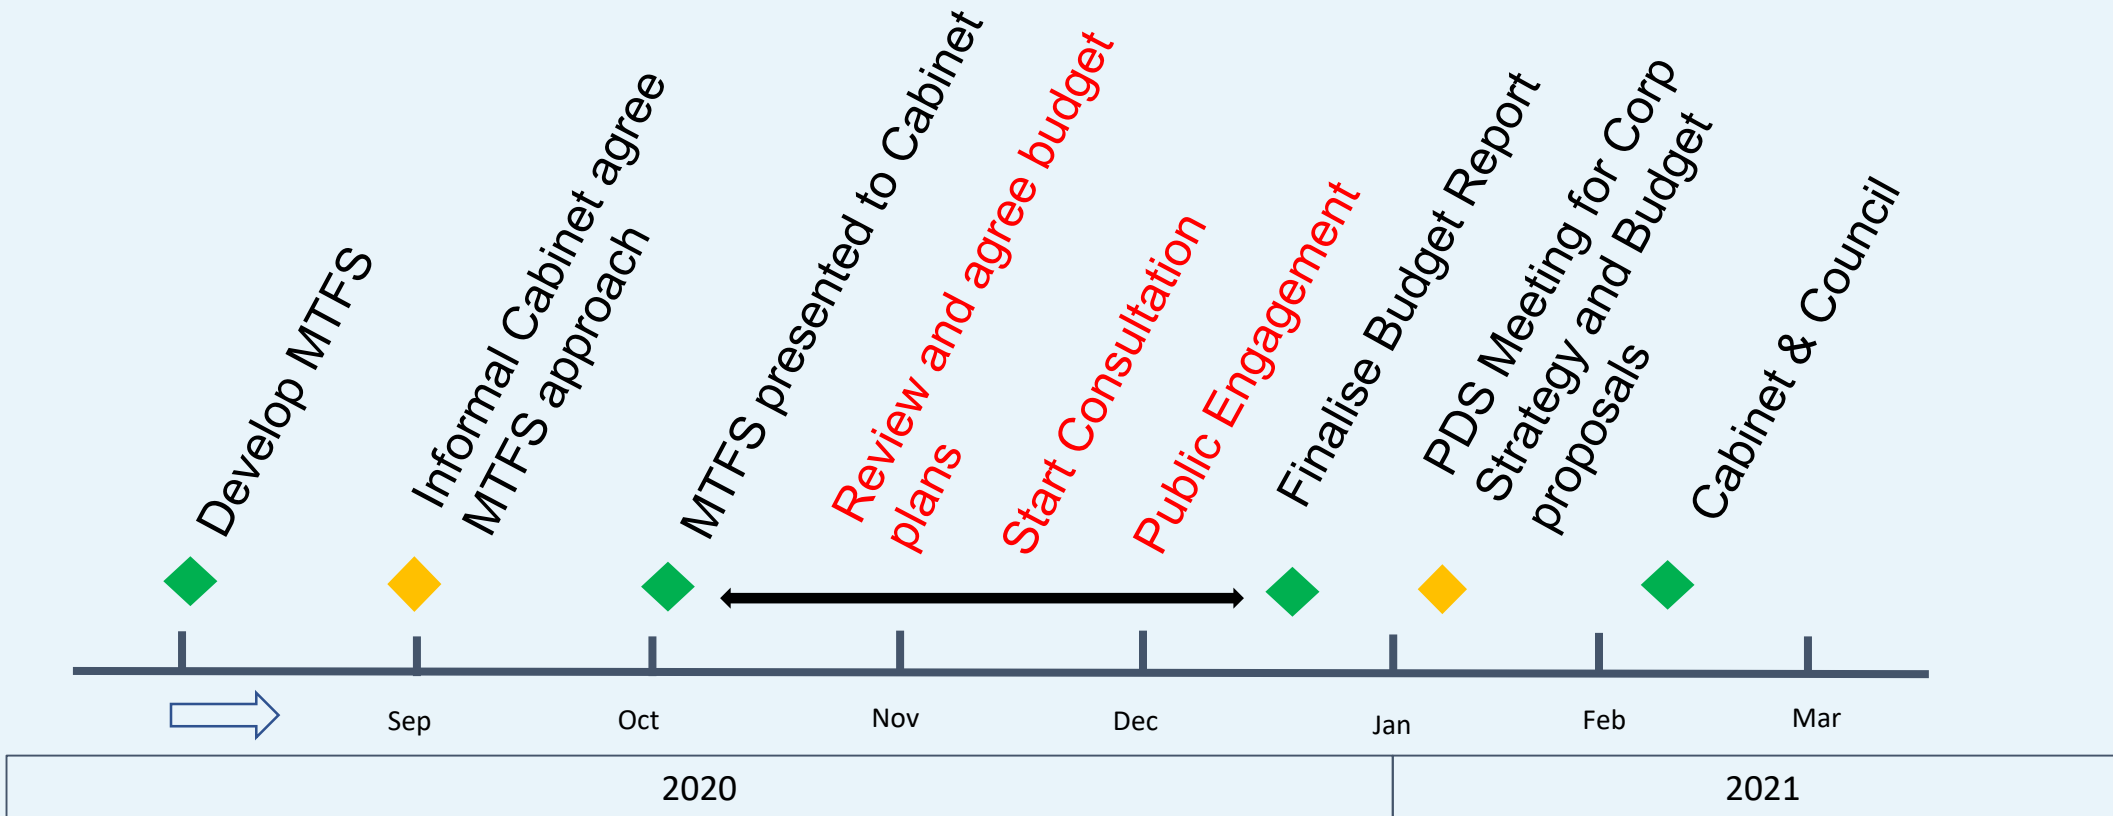 Develop MTFS
Informal Cabinet agree
MTFS approach
MTFS presented to Cabinet
Review and agree budget
plans
Start Consultation
Public Engagement
Finalise Budget Report
PDS Meeting for Corp
Strategy and Budget
proposals
Cabinet & Council
Sep
Oct
Nov
Dec
Jan
Feb
Mar
2020
2021